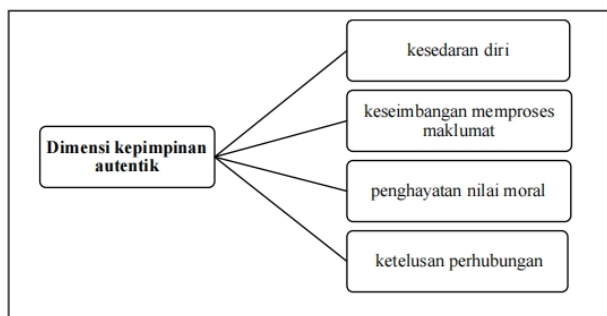 Dimensi kepimpinan
autentik
kesedaran diri
keseimbangan memproses
maklumat
penghayatan nilai moral
ketelusan perhubungan